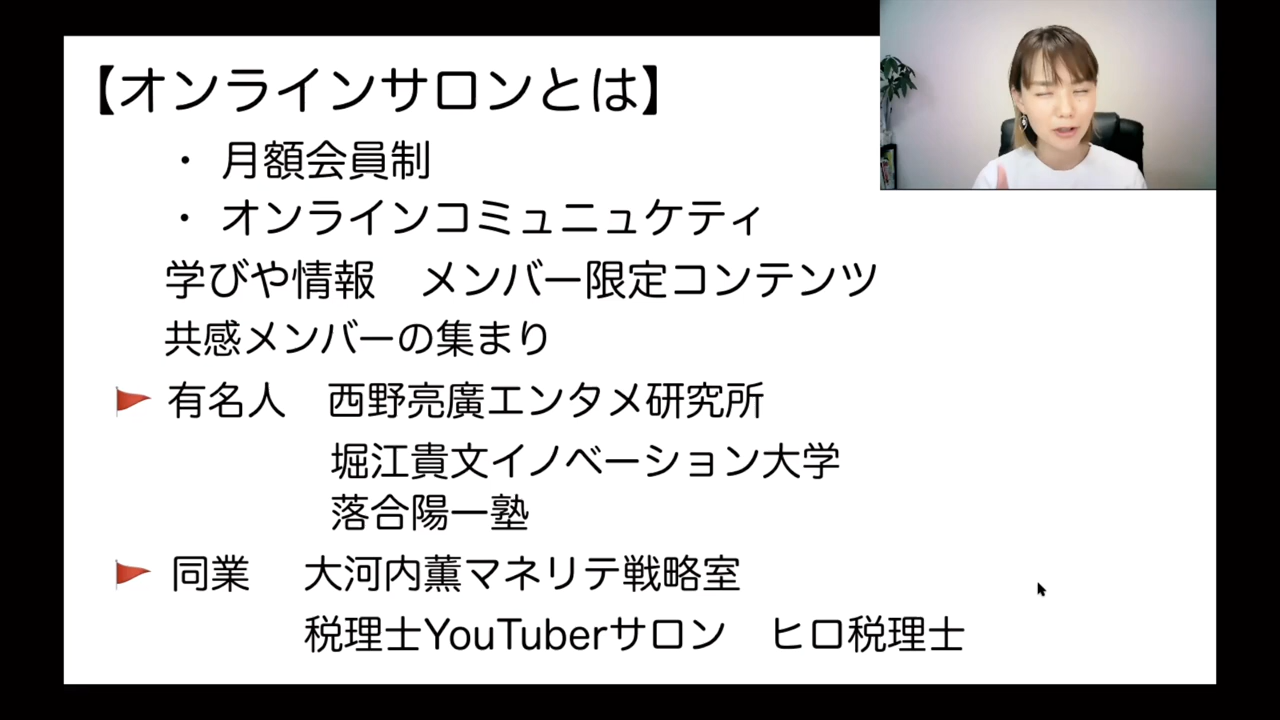 【オンラインサロンとは】
・ 月額会員制
・ オンラインコミュニュケティ
学びや情報　メンバー限定コンテンツ
共感メンバーの集まり
有名人　西野亮廣エンタメ研究所
堀江貴文イノベーション大学
落合陽一塾
同業　大河内薫マネリテ戦略室
税理士YouTuberサロン　ヒロ税理士